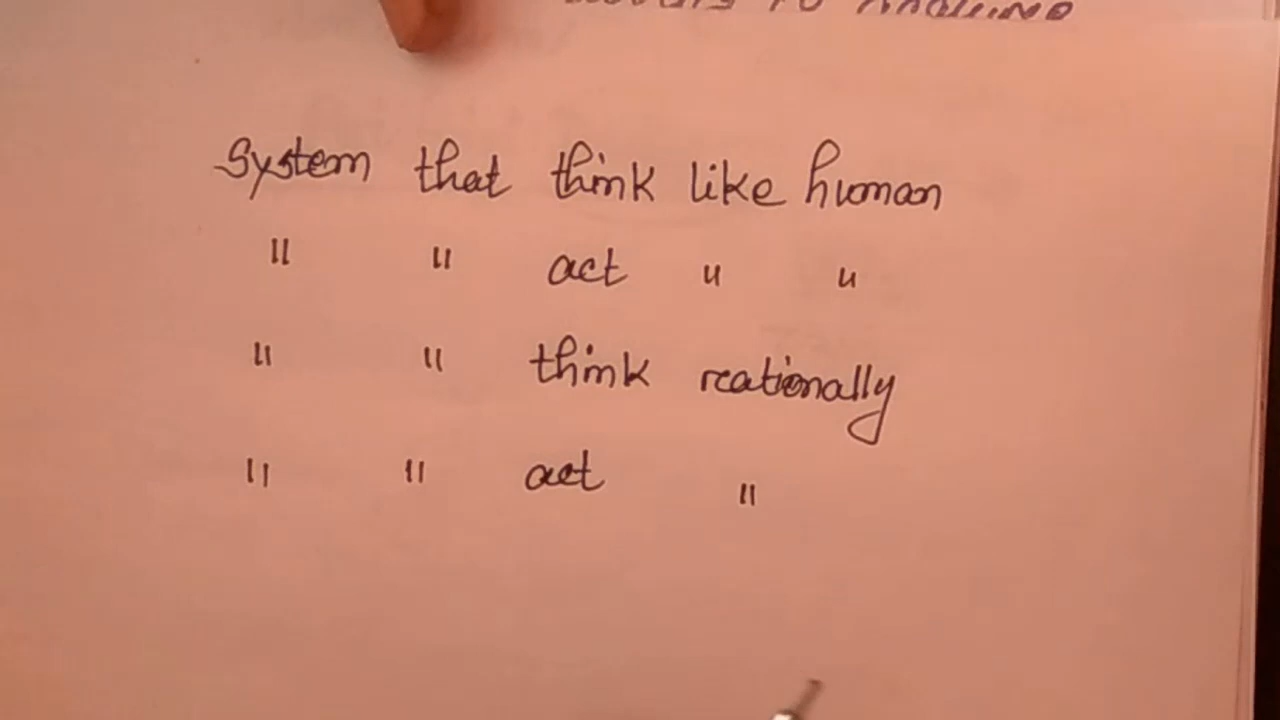 System that think like human
" " act " "
" " think rationally
" " act "